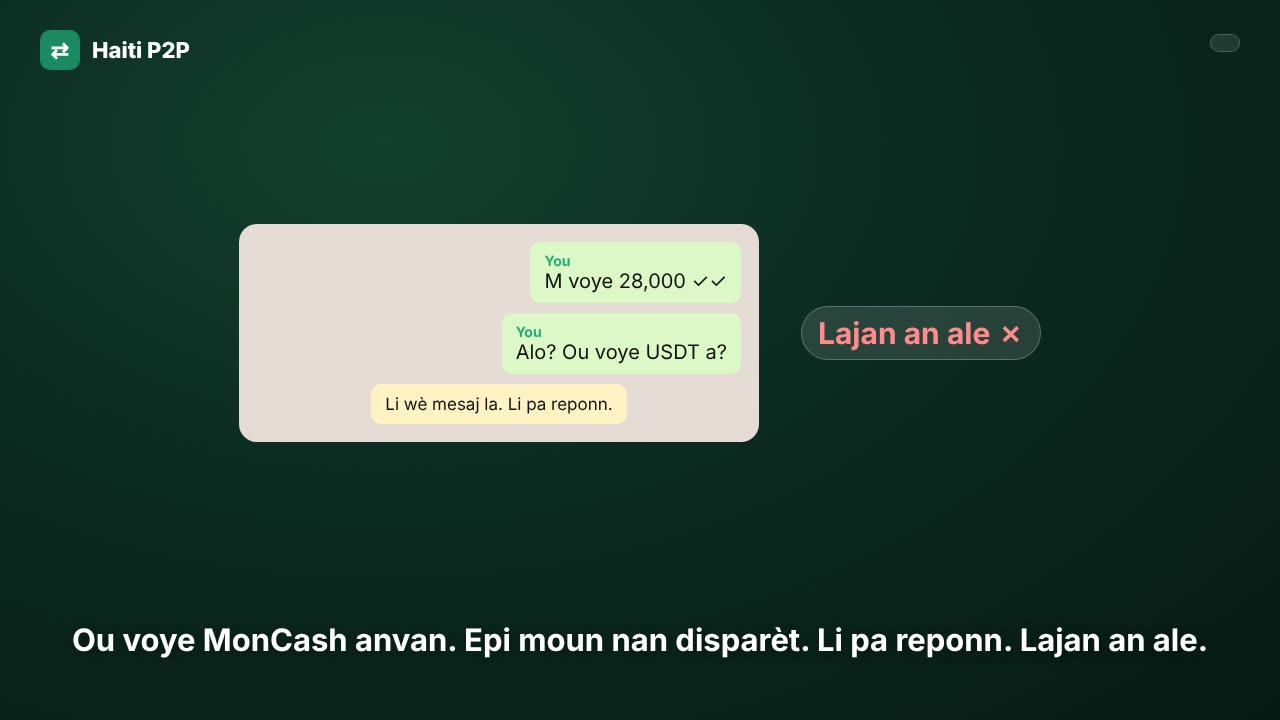 ⇄ Haiti P2P
You
M voye 28,000 ✓✓
You
Alo? Ou voye USDT a?
Li wè mesaj la. Li pa reponn.
Lajan an ale ✕
Ou voye MonCash anvan. Epi moun nan disparèt. Li pa reponn. Lajan an ale.